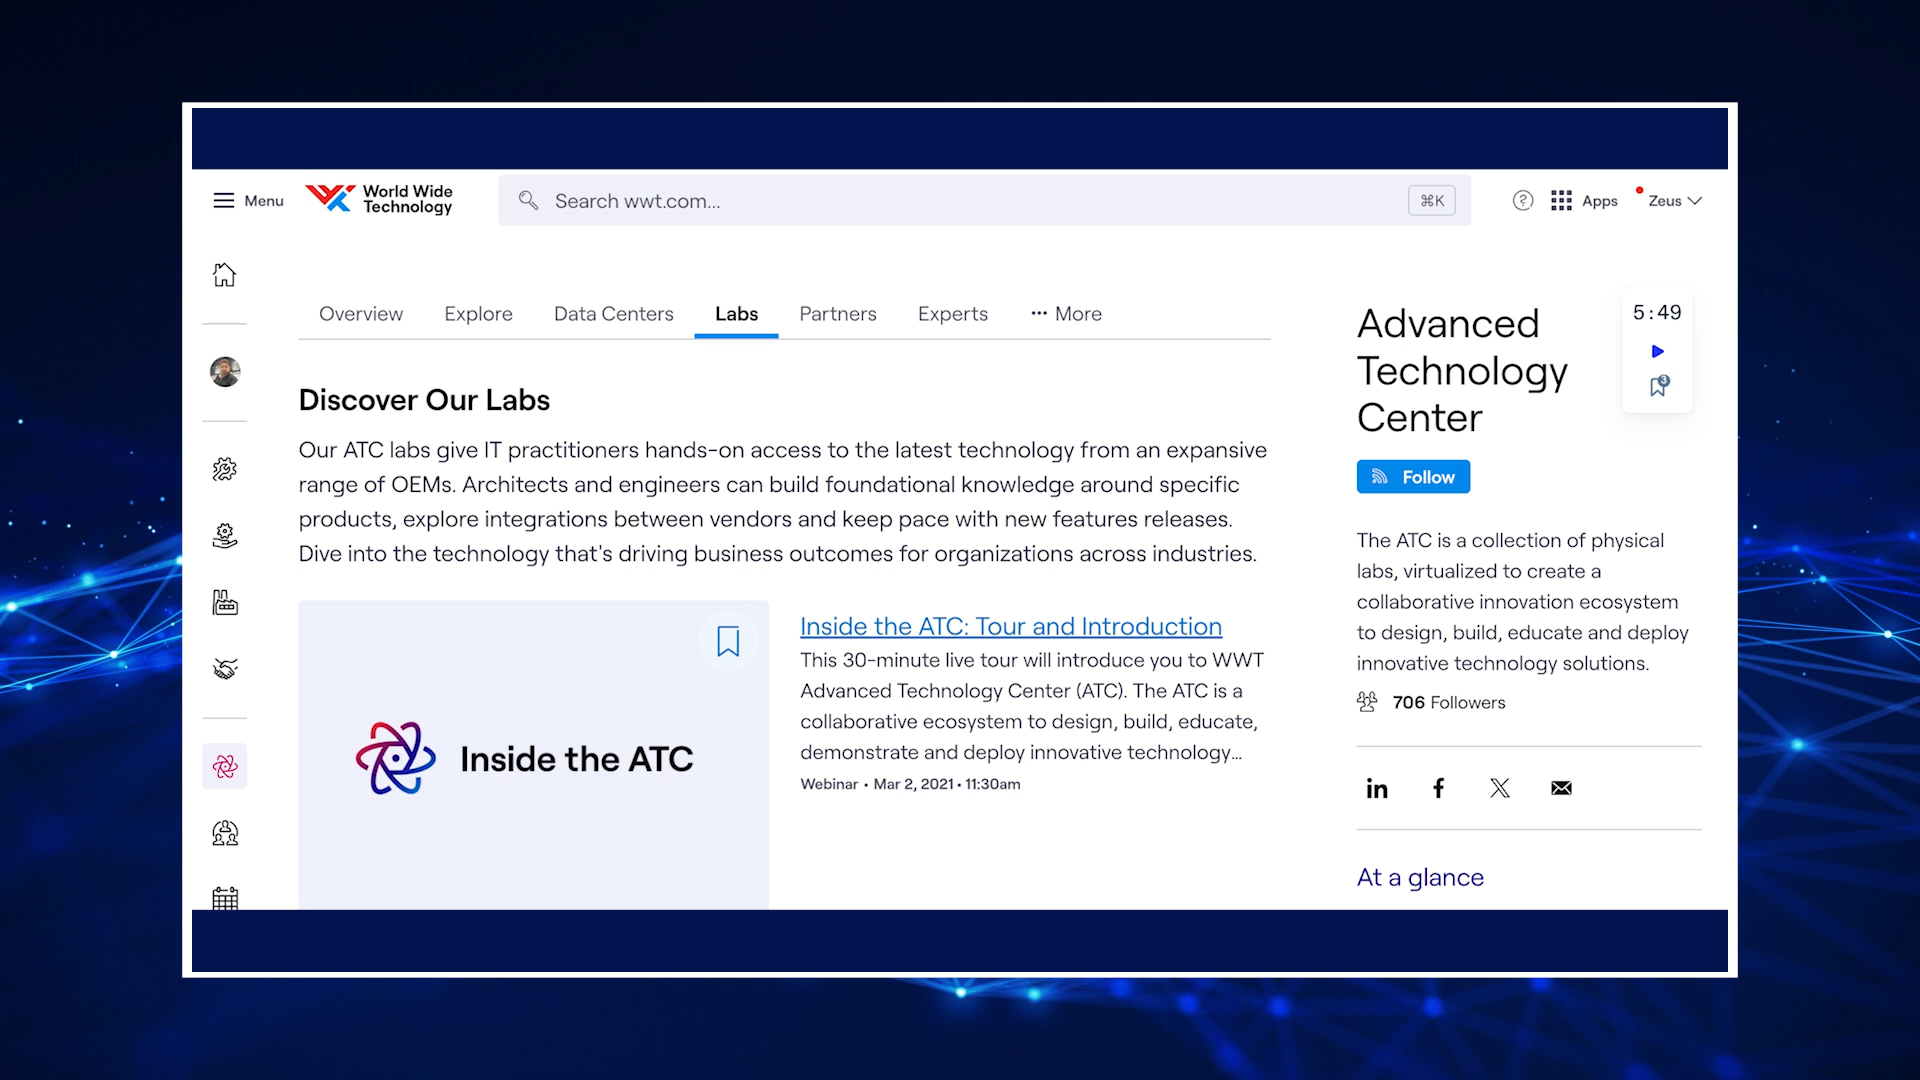 Menu
World Wide
Technology
Search wwt.com...
⌘K
Apps
Zeus
Overview
Explore
Data Centers
Labs
Partners
Experts
··· More
Discover Our Labs
Our ATC labs give IT practitioners hands-on access to the latest technology from an expansive
range of OEMs. Architects and engineers can build foundational knowledge around specific
products, explore integrations between vendors and keep pace with new features releases.
Dive into the technology that's driving business outcomes for organizations across industries.
Inside the ATC
Inside the ATC: Tour and Introduction
This 30-minute live tour will introduce you to WWT
Advanced Technology Center (ATC). The ATC is a
collaborative ecosystem to design, build, educate,
demonstrate and deploy innovative technology...
Webinar • Mar 2, 2021 • 11:30am
Advanced
Technology
Center
5:49
3
Follow
The ATC is a collection of physical
labs, virtualized to create a
collaborative innovation ecosystem
to design, build, educate and deploy
innovative technology solutions.
706 Followers
At a glance